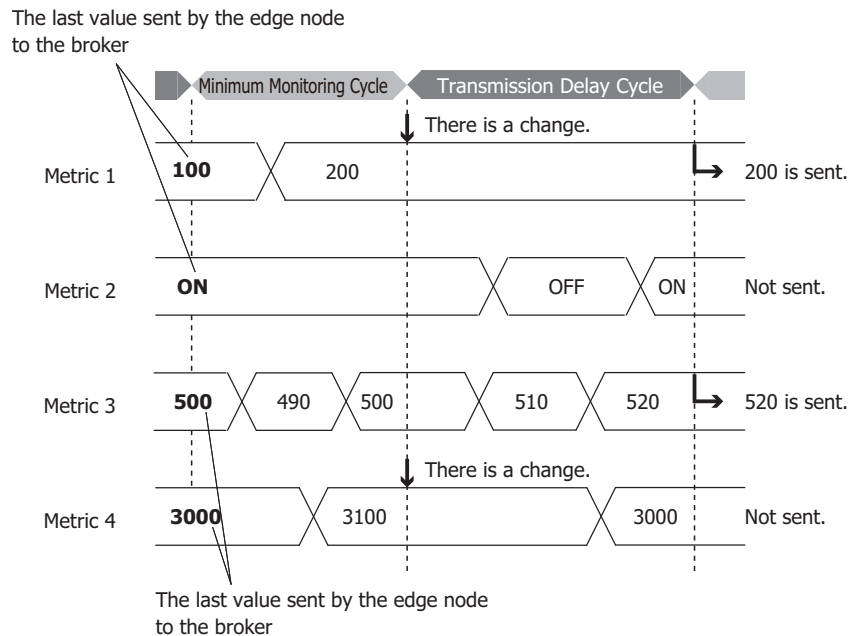 The last value sent by the edge node
to the broker
Minimum Monitoring Cycle
Transmission Delay Cycle
There is a change.
Metric 1
100
200
200 is sent.
Metric 2
ON
OFF
ON
Not sent.
Metric 3
500
490
500
510
520
520 is sent.
There is a change.
Metric 4
3000
3100
3000
Not sent.
The last value sent by the edge node
to the broker